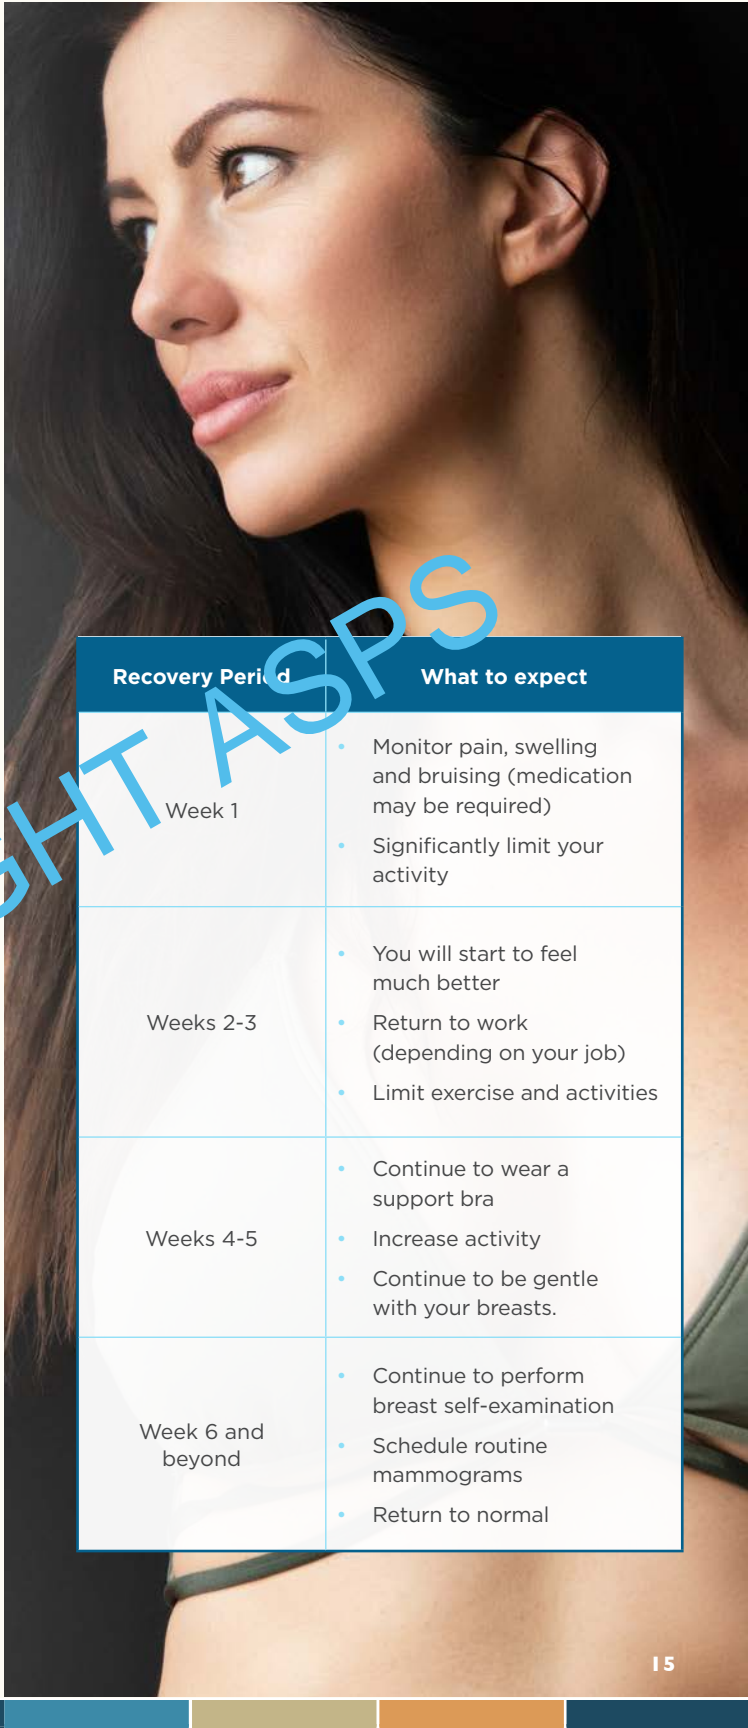 Recovery Period
What to expect
Week 1
• Monitor pain, swelling
and bruising (medication
may be required)
• Significantly limit your
activity
Weeks 2-3
• You will start to feel
much better
• Return to work
(depending on your job)
• Limit exercise and activities
Weeks 4-5
• Continue to wear a
support bra
• Increase activity
• Continue to be gentle
with your breasts.
Week 6 and
beyond
• Continue to perform
breast self-examination
• Schedule routine
mammograms
• Return to normal
GHT ASPS
15